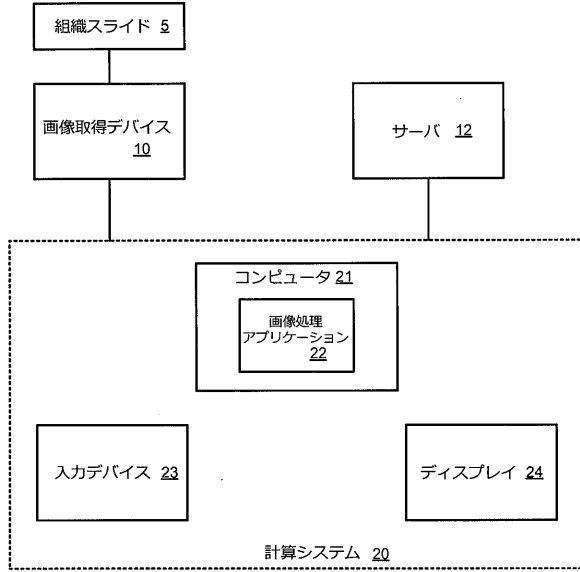 組織スライド 5
画像取得デバイス
10
サーバ 12
コンピュータ 21
画像処理
アプリケーション
22
入力デバイス 23
ディスプレイ 24
計算システム 20